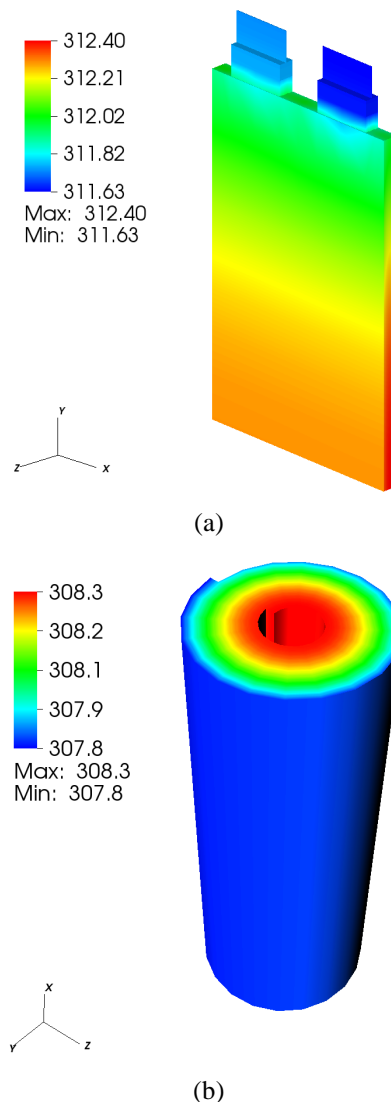 312.40
312.21
312.02
311.82
311.63
Max: 312.40
Min: 311.63
Y
Z
X
(a)
308.3
308.2
308.1
307.9
307.8
Max: 308.3
Min: 307.8
X
Y
Z
(b)